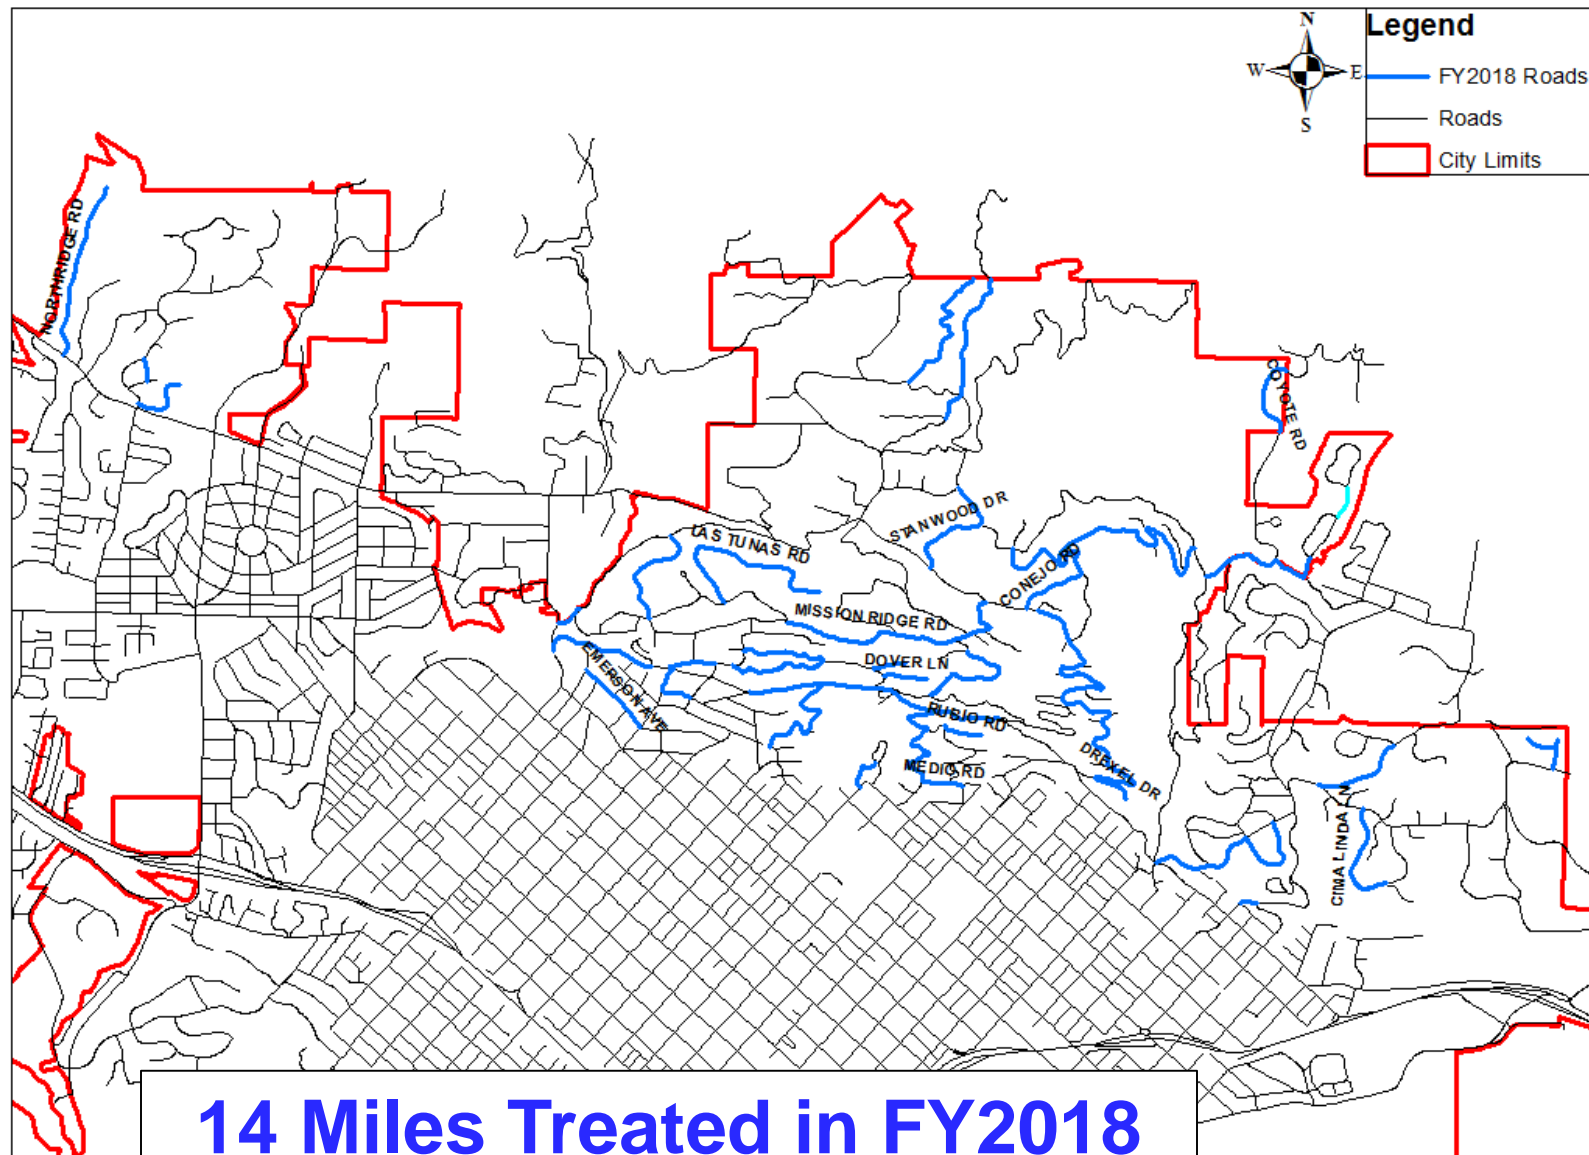 N
W E
S
Legend
FY2018 Roads
Roads
City Limits
NORTHRIDGE RD
COYOTE RD
STANWOOD DR
LAS TUNAS RD
CONEJO RD
MISSION RIDGE RD
DOVER LN
EMERSON AVE
RUBIO RD
MEDIO RD
DREXEL DR
CIMA LINDA LN
14 Miles Treated in FY2018